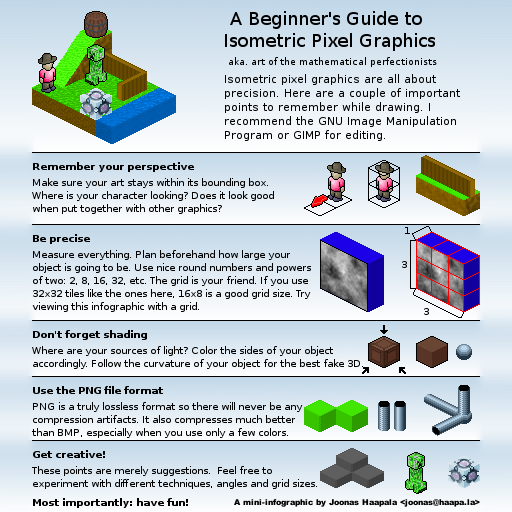 A Beginner's Guide to
Isometric Pixel Graphics
aka. art of the mathematical perfectionists
Isometric pixel graphics are all about
precision. Here are a couple of important
points to remember while drawing. I
recommend the GNU Image Manipulation
Program or GIMP for editing.
Remember your perspective
Make sure your art stays within its bounding box.
Where is your character looking? Does it look good
when put together with other graphics?
Be precise
Measure everything. Plan beforehand how large your
object is going to be. Use nice round numbers and powers
of two: 2, 8, 16, 32, etc. The grid is your friend. If you use
32x32 tiles like the ones here, 16x8 is a good grid size. Try
viewing this infographic with a grid.
1
3
3
Don't forget shading
Where are your sources of light? Color the sides of your object
accordingly. Follow the curvature of your object for the best fake 3D.
Use the PNG file format
PNG is a truly lossless format so there will never be any
compression artifacts. It also compresses much better
than BMP, especially when you use only a few colors.
Get creative!
These points are merely suggestions. Feel free to
experiment with different techniques, angles and grid sizes.
Most importantly: have fun!
A mini-infographic by Joonas Haapala <joonas@haapa.la>